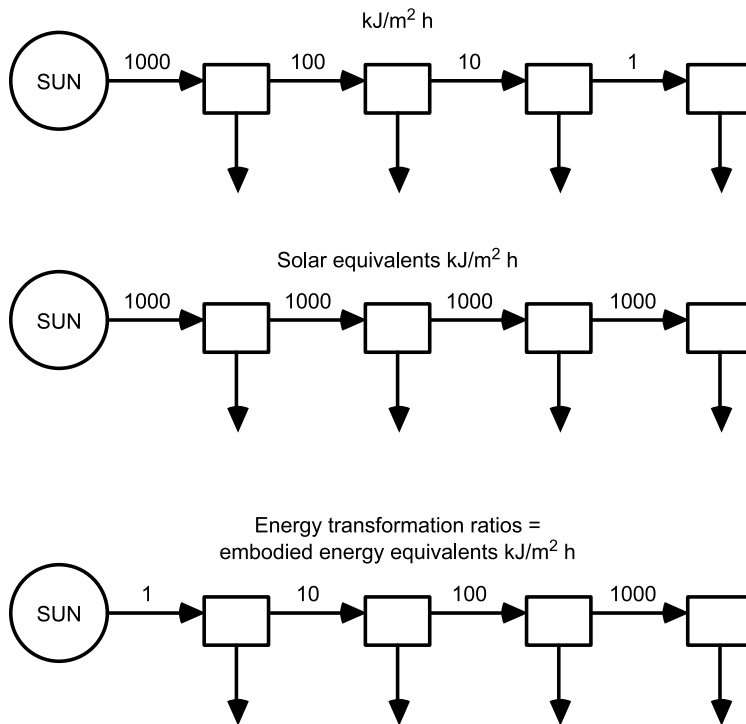 kJ/m² h
SUN 1000 100 10 1
Solar equivalents kJ/m² h
SUN 1000 1000 1000 1000
Energy transformation ratios =
embodied energy equivalents kJ/m² h
SUN 1 10 100 1000